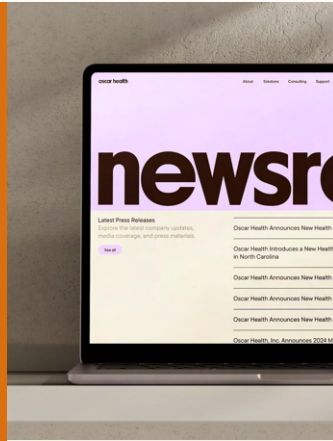 oscar health
About Solutions Consulting Support
newsro
Latest Press Releases
Explore the latest company updates,
media coverage, and press materials.
See all
Oscar Health Announces New Health
Oscar Health Introduces a New Health
in North Carolina
Oscar Health Announces New Health
Oscar Health Announces New Health
Oscar Health Announces New Health
Oscar Health, Inc. Announces 2024 M